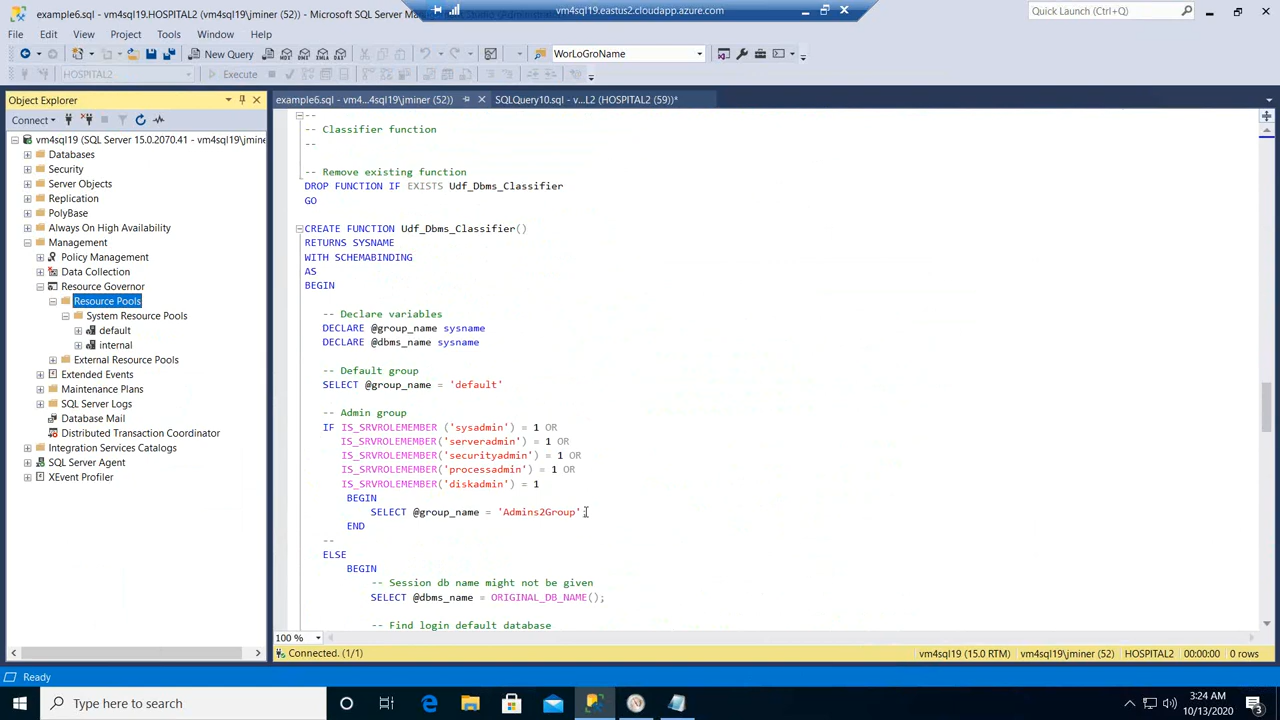 example6.sql - vm4sql19.HOSPITAL2 (vm4sql19\jminer (52)) - Microsoft SQL Server
vm4sql19.eastus2.cloudapp.azure.com
Quick Launch (Ctrl+Q)
File Edit View Project Tools Window Help
New Query MDX DMX XMLA DAX WorLoGroName
HOSPITAL2 Execute
Object Explorer
example6.sql - vm4...4sql19\jminer (52))
SQLQuery10.sql - v...L2 (HOSPITAL2 (59))*
Connect
vm4sql19 (SQL Server 15.0.2070.41 - vm4sql19\jmine
Databases
Security
Server Objects
Replication
PolyBase
Always On High Availability
Management
Policy Management
Data Collection
Resource Governor
Resource Pools
System Resource Pools
default
internal
External Resource Pools
Extended Events
Maintenance Plans
SQL Server Logs
Database Mail
Distributed Transaction Coordinator
Integration Services Catalogs
SQL Server Agent
XEvent Profiler
--
-- Classifier function
--
-- Remove existing function
DROP FUNCTION IF EXISTS Udf_Dbms_Classifier
GO
CREATE FUNCTION Udf_Dbms_Classifier()
RETURNS SYSNAME
WITH SCHEMABINDING
AS
BEGIN
-- Declare variables
DECLARE @group_name sysname
DECLARE @dbms_name sysname
-- Default group
SELECT @group_name = 'default'
-- Admin group
IF IS_SRVROLEMEMBER ('sysadmin') = 1 OR
IS_SRVROLEMEMBER('serveradmin') = 1 OR
IS_SRVROLEMEMBER('securityadmin') = 1 OR
IS_SRVROLEMEMBER('processadmin') = 1 OR
IS_SRVROLEMEMBER('diskadmin') = 1
BEGIN
SELECT @group_name = 'Admins2Group'
END
--
ELSE
BEGIN
-- Session db name might not be given
SELECT @dbms_name = ORIGINAL_DB_NAME();
-- Find login default database
100 %
Connected. (1/1)
vm4sql19 (15.0 RTM) vm4sql19\jminer (52) HOSPITAL2 00:00:00 0 rows
Ready
Type here to search
3:24 AM
10/13/2020
3